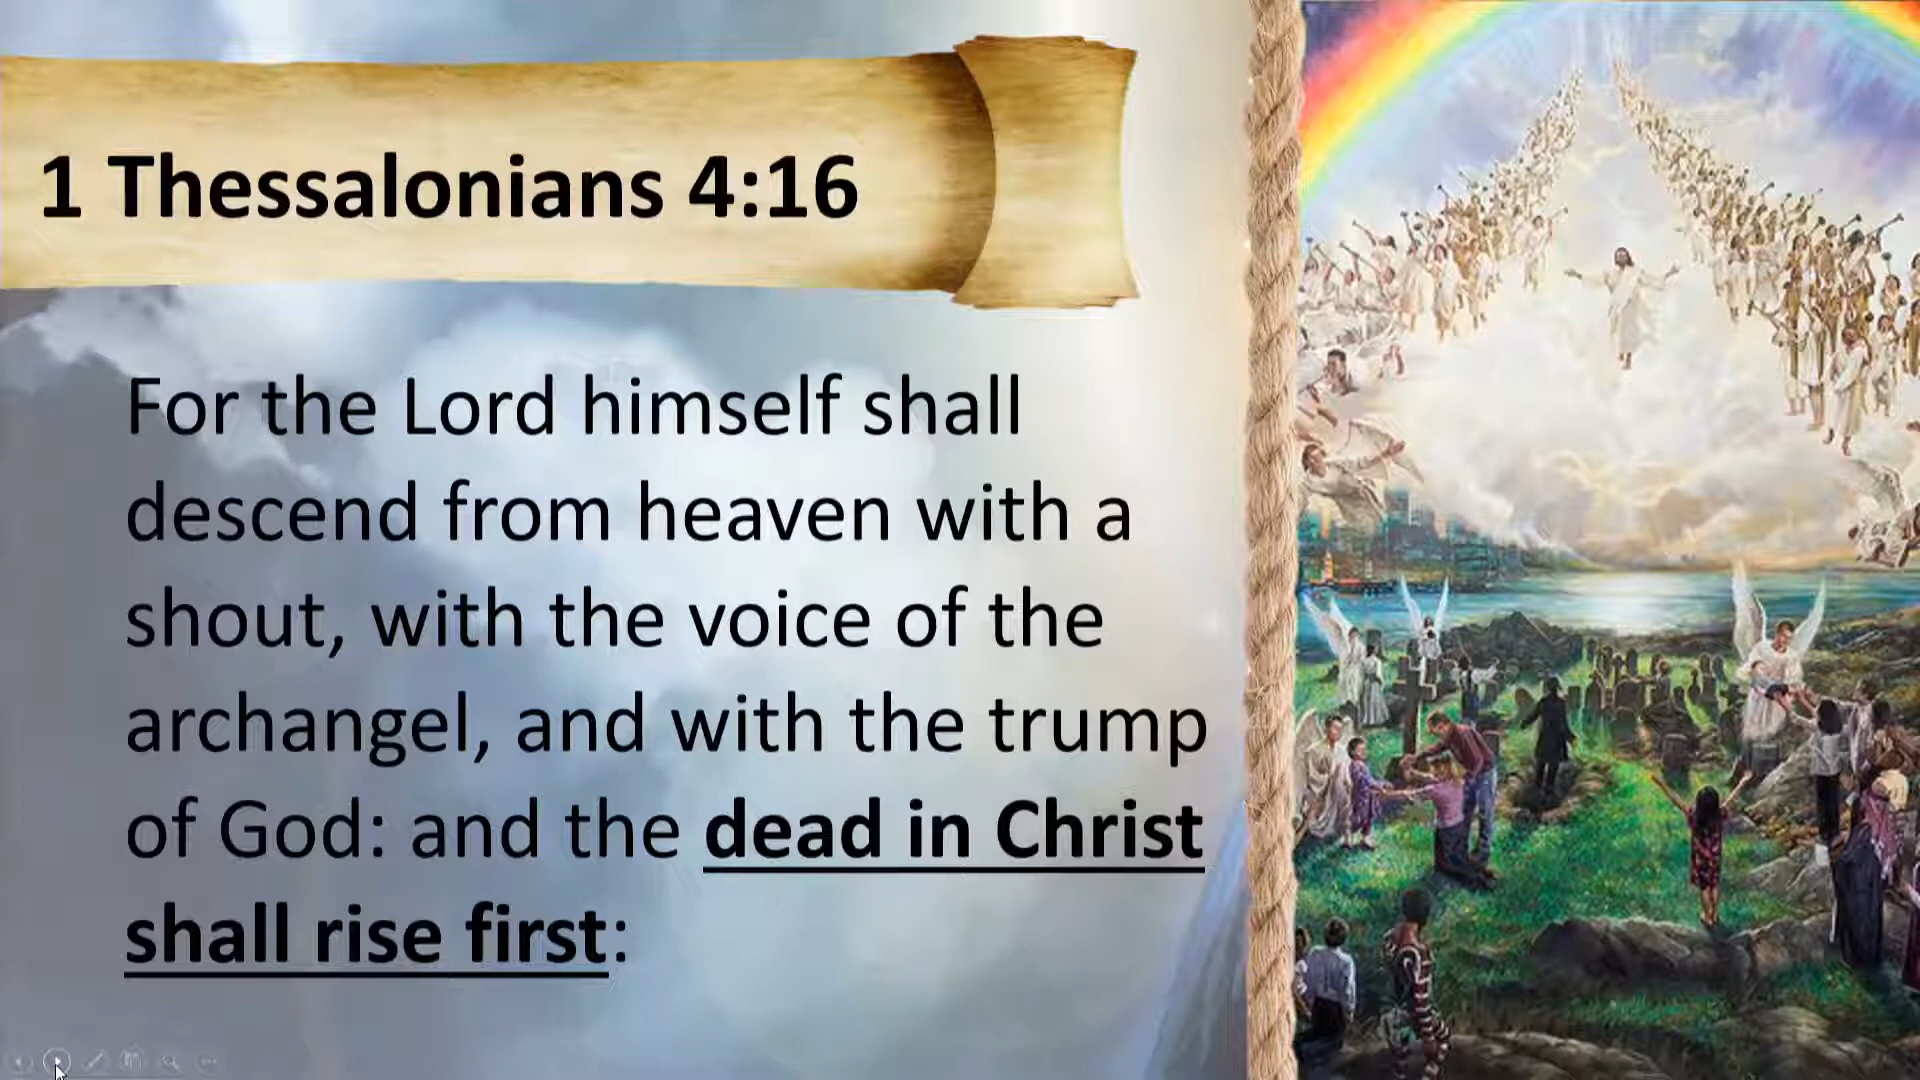 1 Thessalonians 4:16
For the Lord himself shall
descend from heaven with a
shout, with the voice of the
archangel, and with the trump
of God: and the dead in Christ
shall rise first: